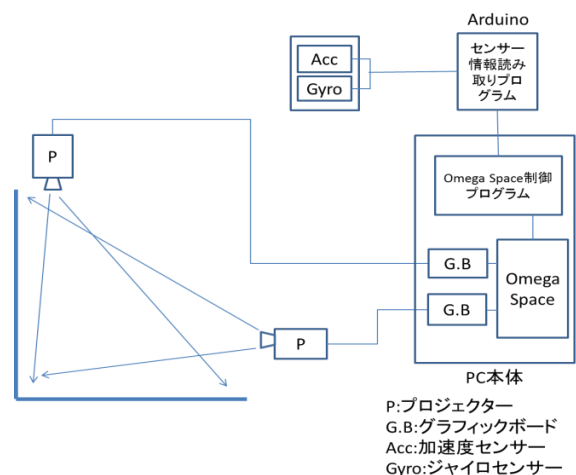 Arduino
センサー
情報読み
取りプロ
グラム
Acc
Gyro
P
Omega Space制御
プログラム
G.B
Omega
Space
G.B
P
PC本体
P:プロジェクター
G.B:グラフィックボード
Acc:加速度センサー
Gyro:ジャイロセンサー